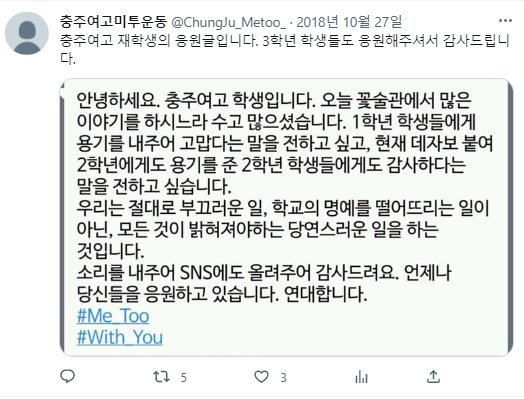 충주여고미투운동 @ChungJu_Metoo_ · 2018년 10월 27일
충주여고 재학생의 응원글입니다. 3학년 학생들도 응원해주셔서 감사드립니
다.
안녕하세요. 충주여고 학생입니다. 오늘 꽃술관에서 많은
이야기를 하시느라 수고 많으셨습니다. 1학년 학생들에게
용기를 내주어 고맙다는 말을 전하고 싶고, 현재 데자보 붙여
2학년에게도 용기를 준 2학년 학생들에게도 감사하다는
말을 전하고 싶습니다.
우리는 절대로 부끄러운 일, 학교의 명예를 떨어뜨리는 일이
아닌, 모든 것이 밝혀져야하는 당연스러운 일을 하는
것입니다.
소리를 내주어 SNS에도 올려주어 감사드려요. 언제나
당신들을 응원하고 있습니다. 연대합니다.
#Me_Too
#With_You
5 3